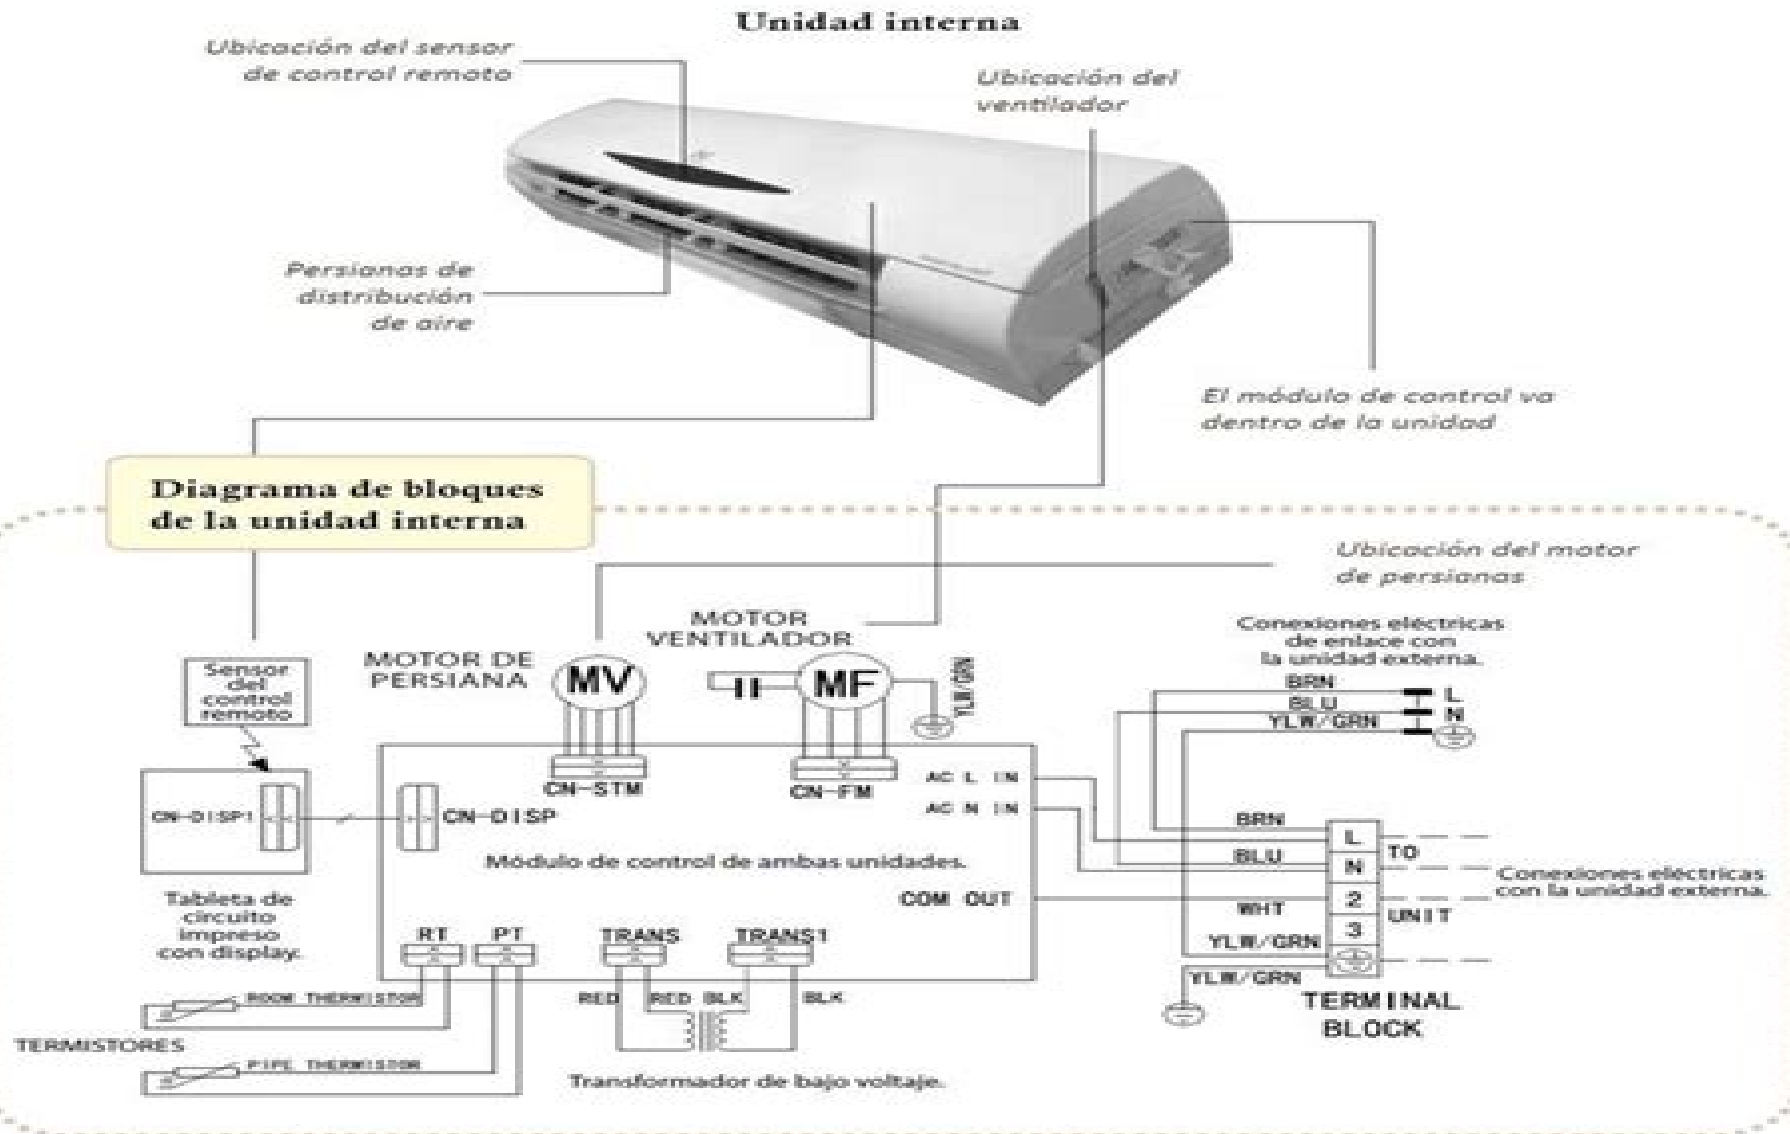 Unidad interna
Ubicación del sensor
de control remoto
Ubicación del
ventilador
Persianas de
distribución
de aire
El módulo de control va
dentro de la unidad
Diagrama de bloques
de la unidad interna
Ubicación del motor
de persianas
MOTOR
VENTILADOR
Conexiones eléctricas
de enlace con
la unidad externa.
MOTOR DE
PERSIANA
MV
MF
YLW/GRN
Sensor
del
control
remoto
BRN
L
BLU
N
YLW/GRN
CN-STM
CN-FM
AC L IN
AC N IN
CN-DISP1
CN-DISP
BRN
L
TO
Módulo de control de ambas unidades.
BLU
N
Conexiones eléctricas
con la unidad externa.
COM OUT
WHT
2
UNIT
3
Tableta de
circuito
impreso
con display.
RT
PT
TRANS
TRANS1
YLW/GRN
YLW/GRN
ROOM THERMISTOR
RED
RED
BLK
BLK
TERMINAL
BLOCK
TERMISTORES
PIPE THERMISTOR
Transformador de bajo voltaje.